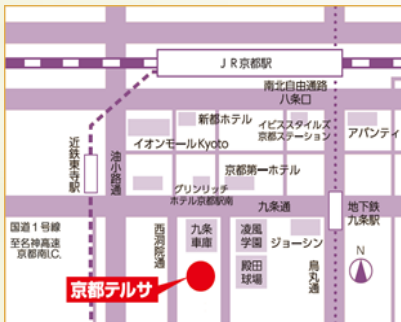 JR京都駅
南北自由通路
八条口
新都ホテル
イビススタイルズ
京都ステーション
アバンティ
イオンモールKyoto
近鉄東寺駅
油小路通
京都第一ホテル
グリンリッチ
ホテル京都駅南
九条通
地下鉄
九条駅
国道1号線
至名神高速
京都南I.C.
西洞院通
九条
車庫
凌風
学園
ジョーシン
烏丸通
殿田
球場
N
京都テルサ